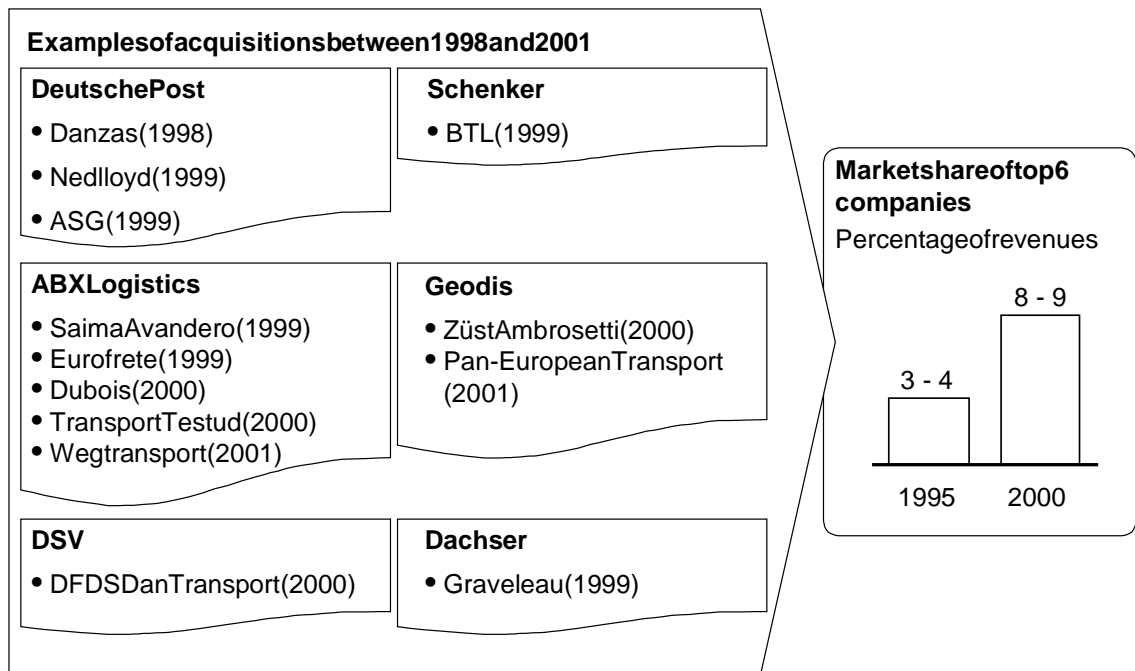 Examplesofacquisitionsbetween1998and2001
DeutschePost
• Danzas(1998)
• Nedlloyd(1999)
• ASG(1999)
Schenker
• BTL(1999)
ABXLogistics
• SaimaAvandero(1999)
• Eurofrete(1999)
• Dubois(2000)
• TransportTestud(2000)
• Wegtransport(2001)
Geodis
• ZüstAmbrosetti(2000)
• Pan-EuropeanTransport
(2001)
DSV
• DFDSDanTransport(2000)
Dachser
• Graveleau(1999)
Marketshareoftop6
companies
Percentageofrevenues
3 - 4
8 - 9
1995
2000